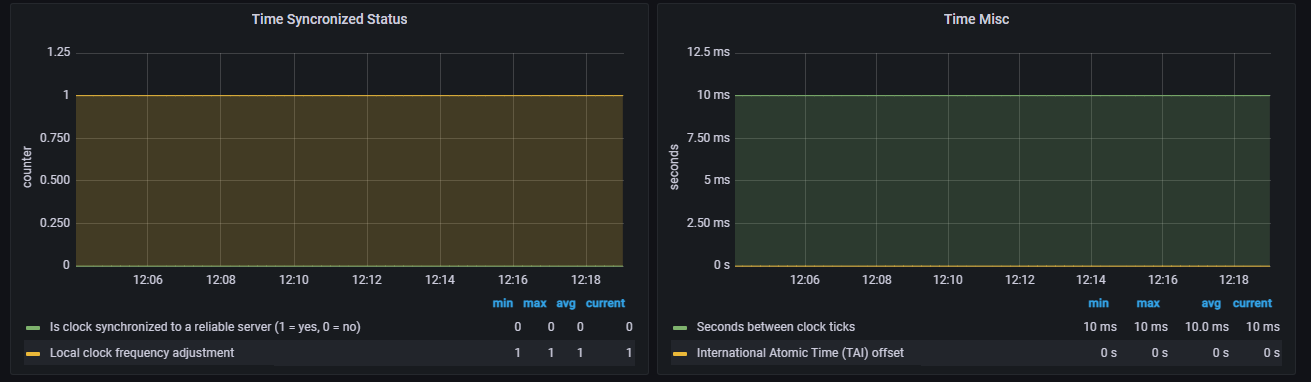 Time Syncronized Status
1.25
1
0.750
0.500
0.250
0
counter
12:06 12:08 12:10 12:12 12:14 12:16 12:18
min max avg current
Is clock synchronized to a reliable server (1 = yes, 0 = no) 0 0 0 0
Local clock frequency adjustment 1 1 1 1
Time Misc
12.5 ms
10 ms
7.50 ms
5 ms
2.50 ms
0 s
seconds
12:06 12:08 12:10 12:12 12:14 12:16 12:18
min max avg current
Seconds between clock ticks 10 ms 10 ms 10.0 ms 10 ms
International Atomic Time (TAI) offset 0 s 0 s 0 s 0 s